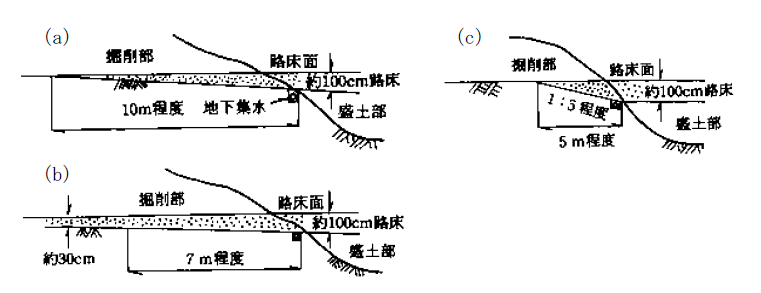 (a)
掘削部
路床面
約100cm路床
10m程度
地下集水
盛土部
(b)
掘削部
路床面
約100cm路床
盛土部
約30cm
7m程度
(c)
掘削部
路床面
約100cm路床
1:5程度
盛土部
5m程度